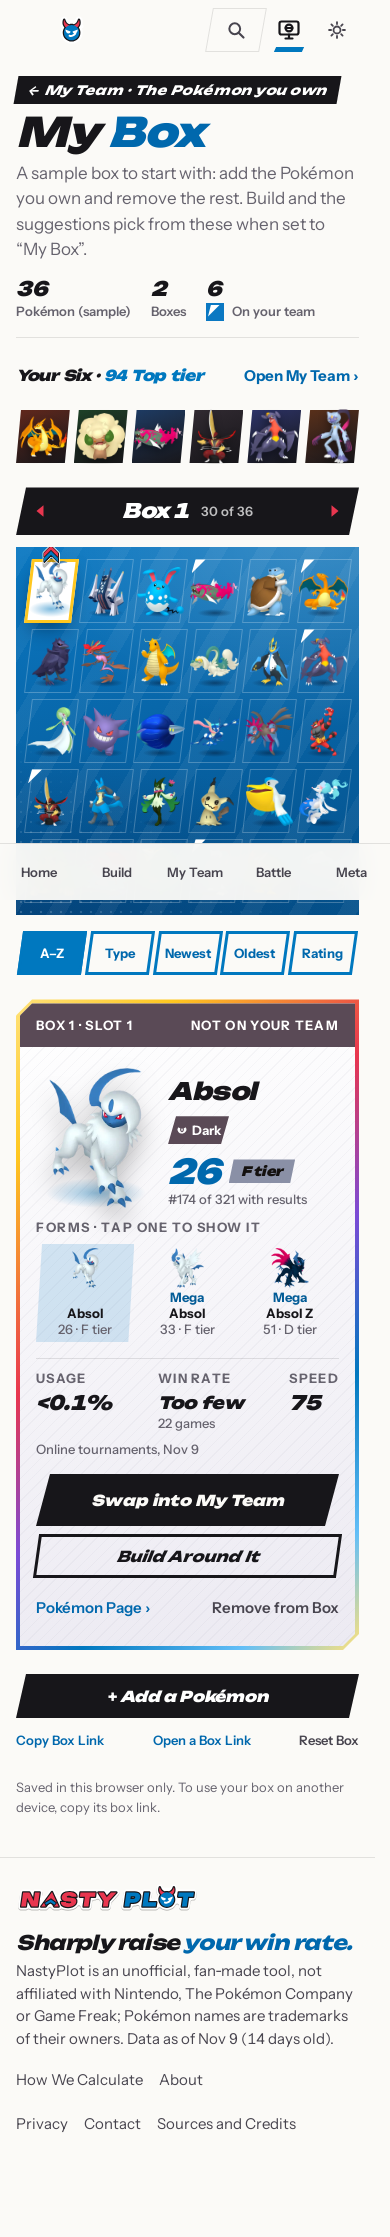 ← My Team · The Pokémon you own
My Box
A sample box to start with: add the Pokémon
you own and remove the rest. Build and the
suggestions pick from these when set to
“My Box”.
36
Pokémon (sample)
2
Boxes
6
On your team
Your Six · 94 Top tier
Open My Team ›
Box 1 30 of 36
Home Build My Team Battle Meta
A–Z Type Newest Oldest Rating
BOX 1 · SLOT 1 NOT ON YOUR TEAM
Absol
Dark
26 F tier
#174 of 321 with results
FORMS · TAP ONE TO SHOW IT
Absol
26 · F tier
Mega
Absol
33 · F tier
Mega
Absol Z
51 · D tier
USAGE WIN RATE SPEED
<0.1% Too few 75
22 games
Online tournaments, Nov 9
Swap into My Team
Build Around It
Pokémon Page › Remove from Box
+ Add a Pokémon
Copy Box Link Open a Box Link Reset Box
Saved in this browser only. To use your box on another
device, copy its box link.
NASTY PLOT
Sharply raise your win rate.
NastyPlot is an unofficial, fan-made tool, not
affiliated with Nintendo, The Pokémon Company
or Game Freak; Pokémon names are trademarks
of their owners. Data as of Nov 9 (14 days old).
How We Calculate About
Privacy Contact Sources and Credits